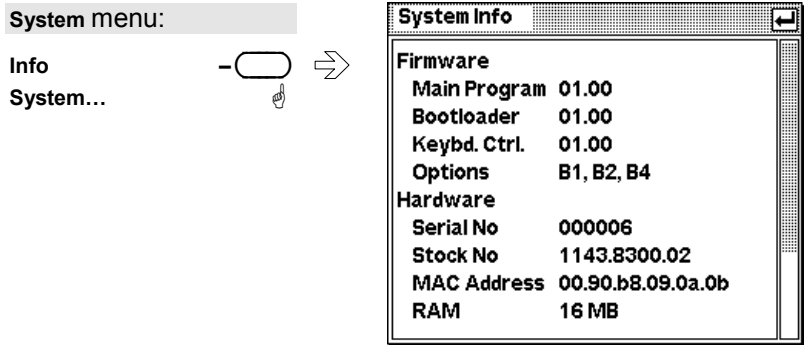 System menu:
Info
System…
System Info
Firmware
Main Program 01.00
Bootloader 01.00
Keybd. Ctrl. 01.00
Options B1, B2, B4
Hardware
Serial No 000006
Stock No 1143.8300.02
MAC Address 00.90.b8.09.0a.0b
RAM 16 MB